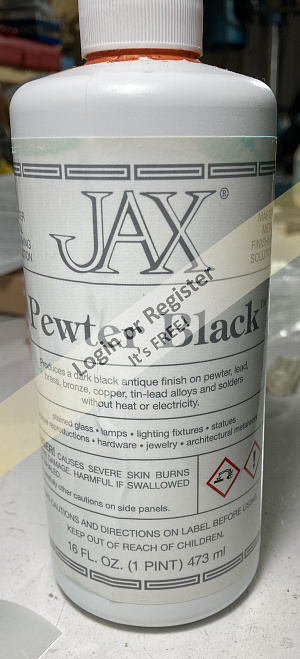 JAX®
Pewter Black™
Produces a dark black antique finish on pewter, lead,
brass, bronze, copper, tin-lead alloys and solders
without heat or electricity.
stained glass • lamps • lighting fixtures • statues
reproductions • hardware • jewelry • architectural
CAUSES SEVERE SKIN BURNS
DAMAGE. HARMFUL IF SWALLOWED
other cautions on side panels.
CAUTIONS AND DIRECTIONS ON LABEL BEFORE
KEEP OUT OF REACH OF CHILDREN.
16 FL. OZ. (1 PINT) 473 ml
Login or Register
It's FREE!